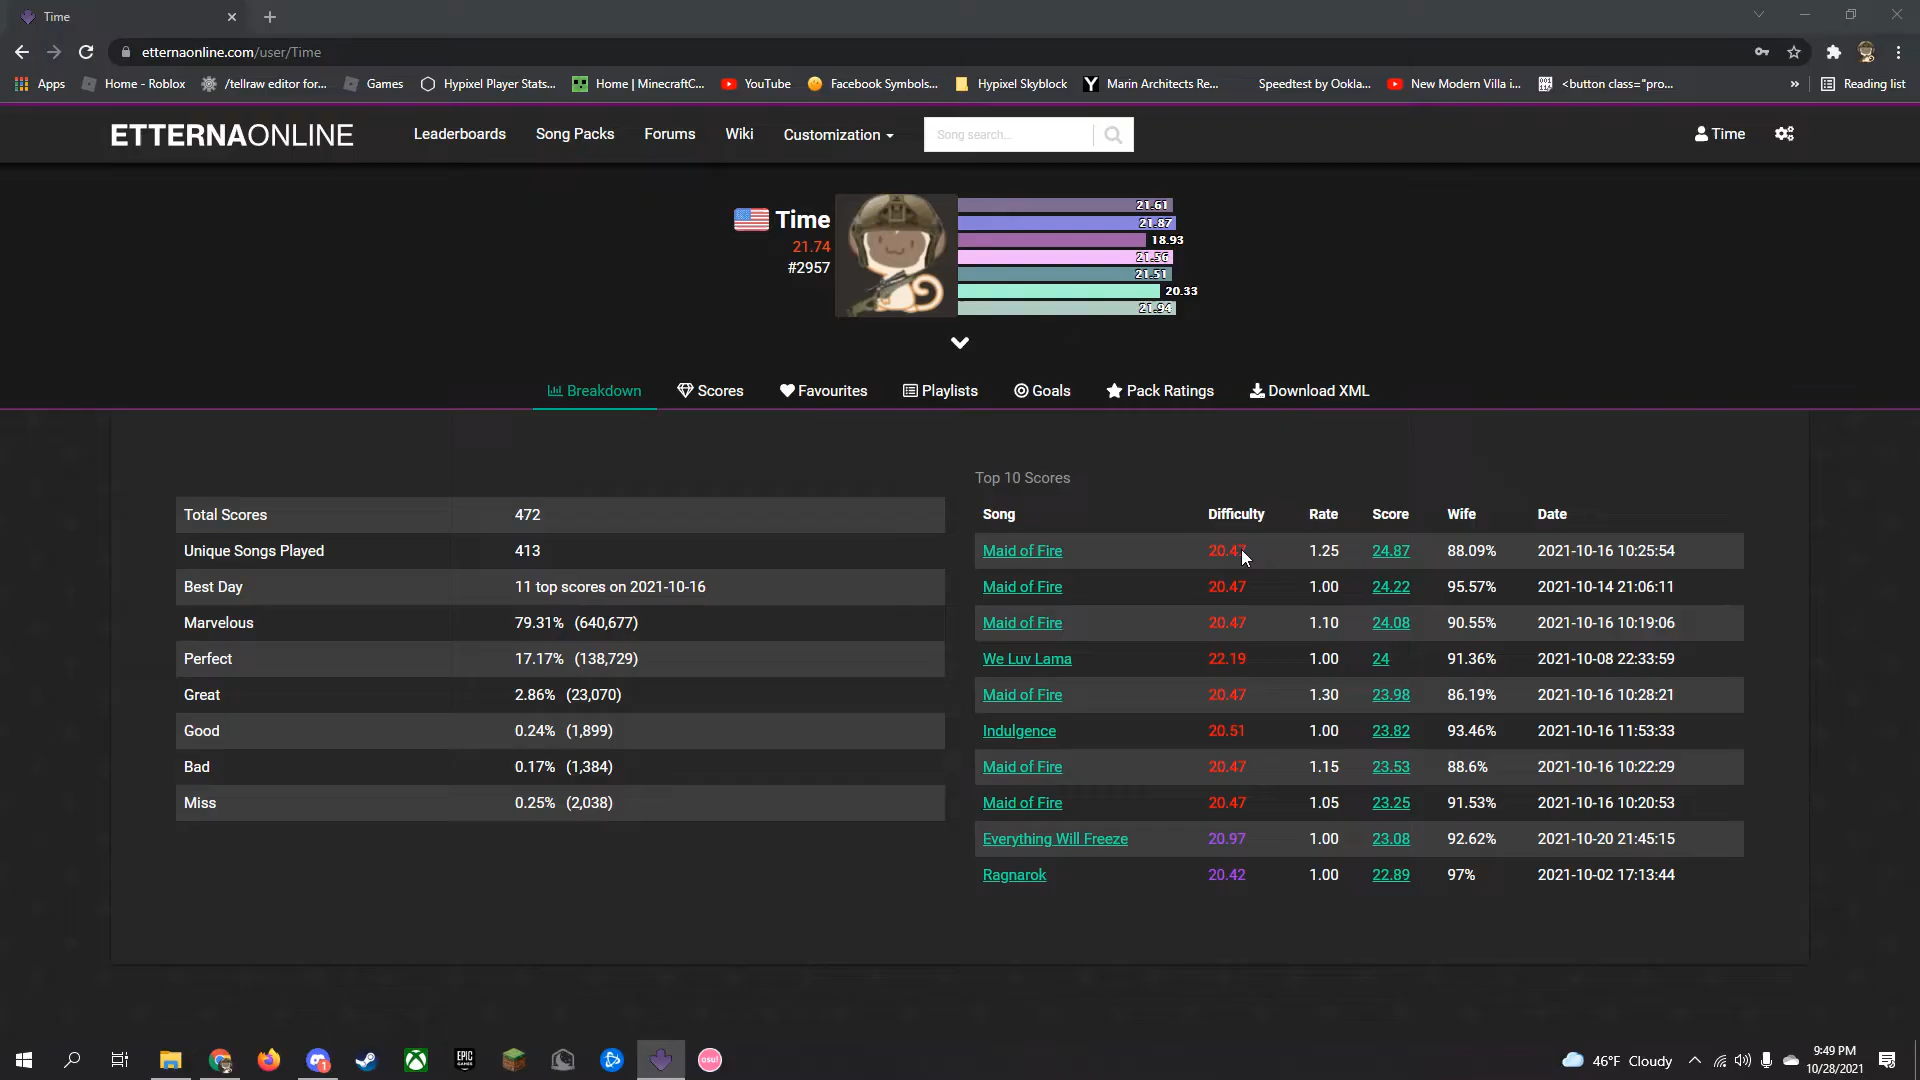 Time
etternaonline.com/user/Time
Apps Home - Roblox /tellraw editor for... Games Hypixel Player Stats... Home | MinecraftC... YouTube Facebook Symbols... Hypixel Skyblock Marin Architects Re... Speedtest by Ookla... New Modern Villa i... <button class="pro... » Reading list
ETTERNAONLINE Leaderboards Song Packs Forums Wiki Customization Song search... Time
Time
21.74
#2957
21.61
21.87
18.93
21.56
21.51
20.33
21.94
Breakdown Scores Favourites Playlists Goals Pack Ratings Download XML
Total Scores 472
Unique Songs Played 413
Best Day 11 top scores on 2021-10-16
Marvelous 79.31% (640,677)
Perfect 17.17% (138,729)
Great 2.86% (23,070)
Good 0.24% (1,899)
Bad 0.17% (1,384)
Miss 0.25% (2,038)
Top 10 Scores
Song Difficulty Rate Score Wife Date
Maid of Fire 20.47 1.25 24.87 88.09% 2021-10-16 10:25:54
Maid of Fire 20.47 1.00 24.22 95.57% 2021-10-14 21:06:11
Maid of Fire 20.47 1.10 24.08 90.55% 2021-10-16 10:19:06
We Luv Lama 22.19 1.00 24 91.36% 2021-10-08 22:33:59
Maid of Fire 20.47 1.30 23.98 86.19% 2021-10-16 10:28:21
Indulgence 20.51 1.00 23.82 93.46% 2021-10-16 11:53:33
Maid of Fire 20.47 1.15 23.53 88.6% 2021-10-16 10:22:29
Maid of Fire 20.47 1.05 23.25 91.53% 2021-10-16 10:20:53
Everything Will Freeze 20.97 1.00 23.08 92.62% 2021-10-20 21:45:15
Ragnarok 20.42 1.00 22.89 97% 2021-10-02 17:13:44
EPIC GAMES
osu!
46°F Cloudy
9:49 PM
10/28/2021